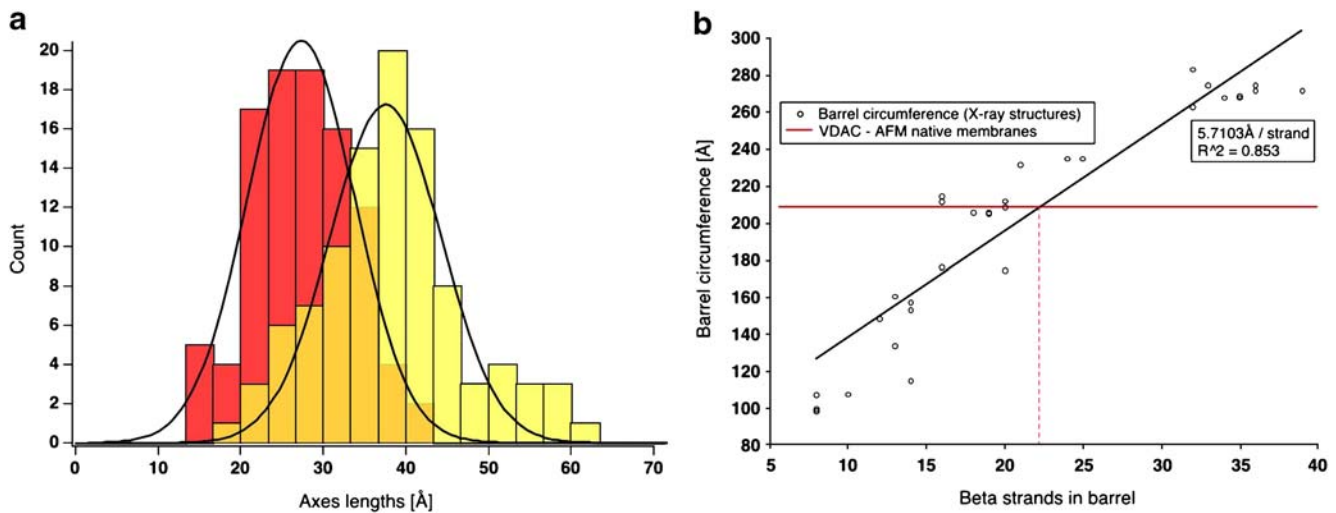 a
20
18
16
14
12
10
8
6
4
2
0
Count
0 10 20 30 40 50 60 70
Axes lengths [Å]
b
300
280
260
240
220
200
180
160
140
120
100
80
Barrel circumference [Å]
Barrel circumference (X-ray structures)
VDAC - AFM native membranes
5.7103Å / strand
R^2 = 0.853
5 10 15 20 25 30 35 40
Beta strands in barrel